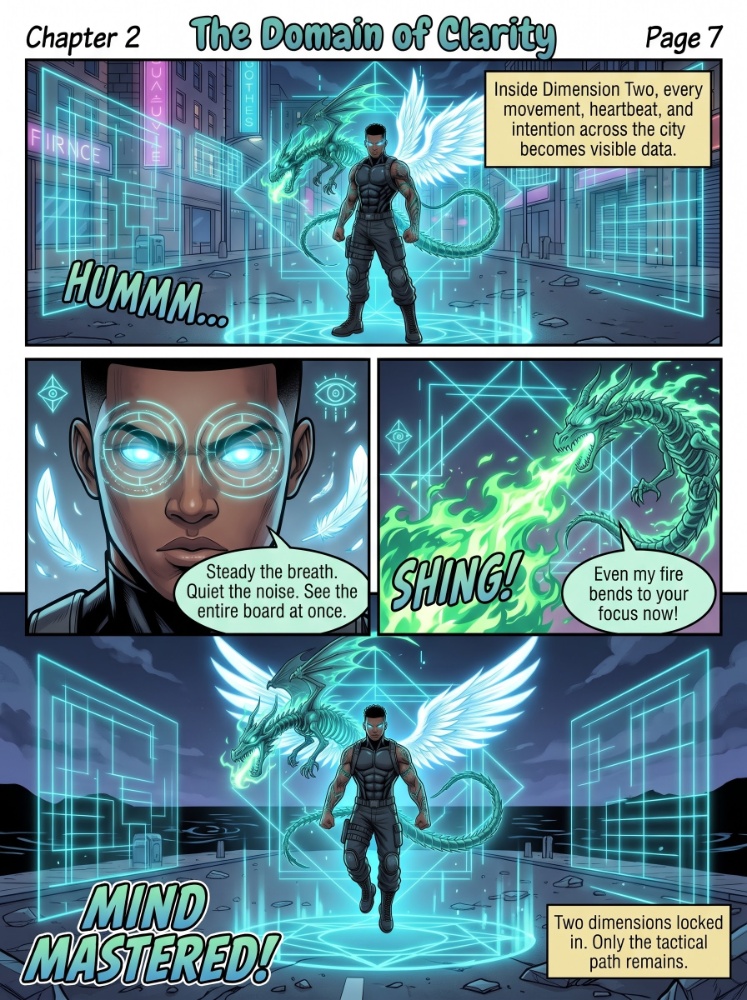 Chapter 2
The Domain of Clarity
Page 7
FIRNCE
OTHES
Inside Dimension Two, every
movement, heartbeat, and
intention across the city
becomes visible data.
HUMMM...
Steady the breath.
Quiet the noise. See the
entire board at once.
SHING!
Even my fire
bends to your
focus now!
MIND
MASTERED!
Two dimensions locked
in. Only the tactical
path remains.